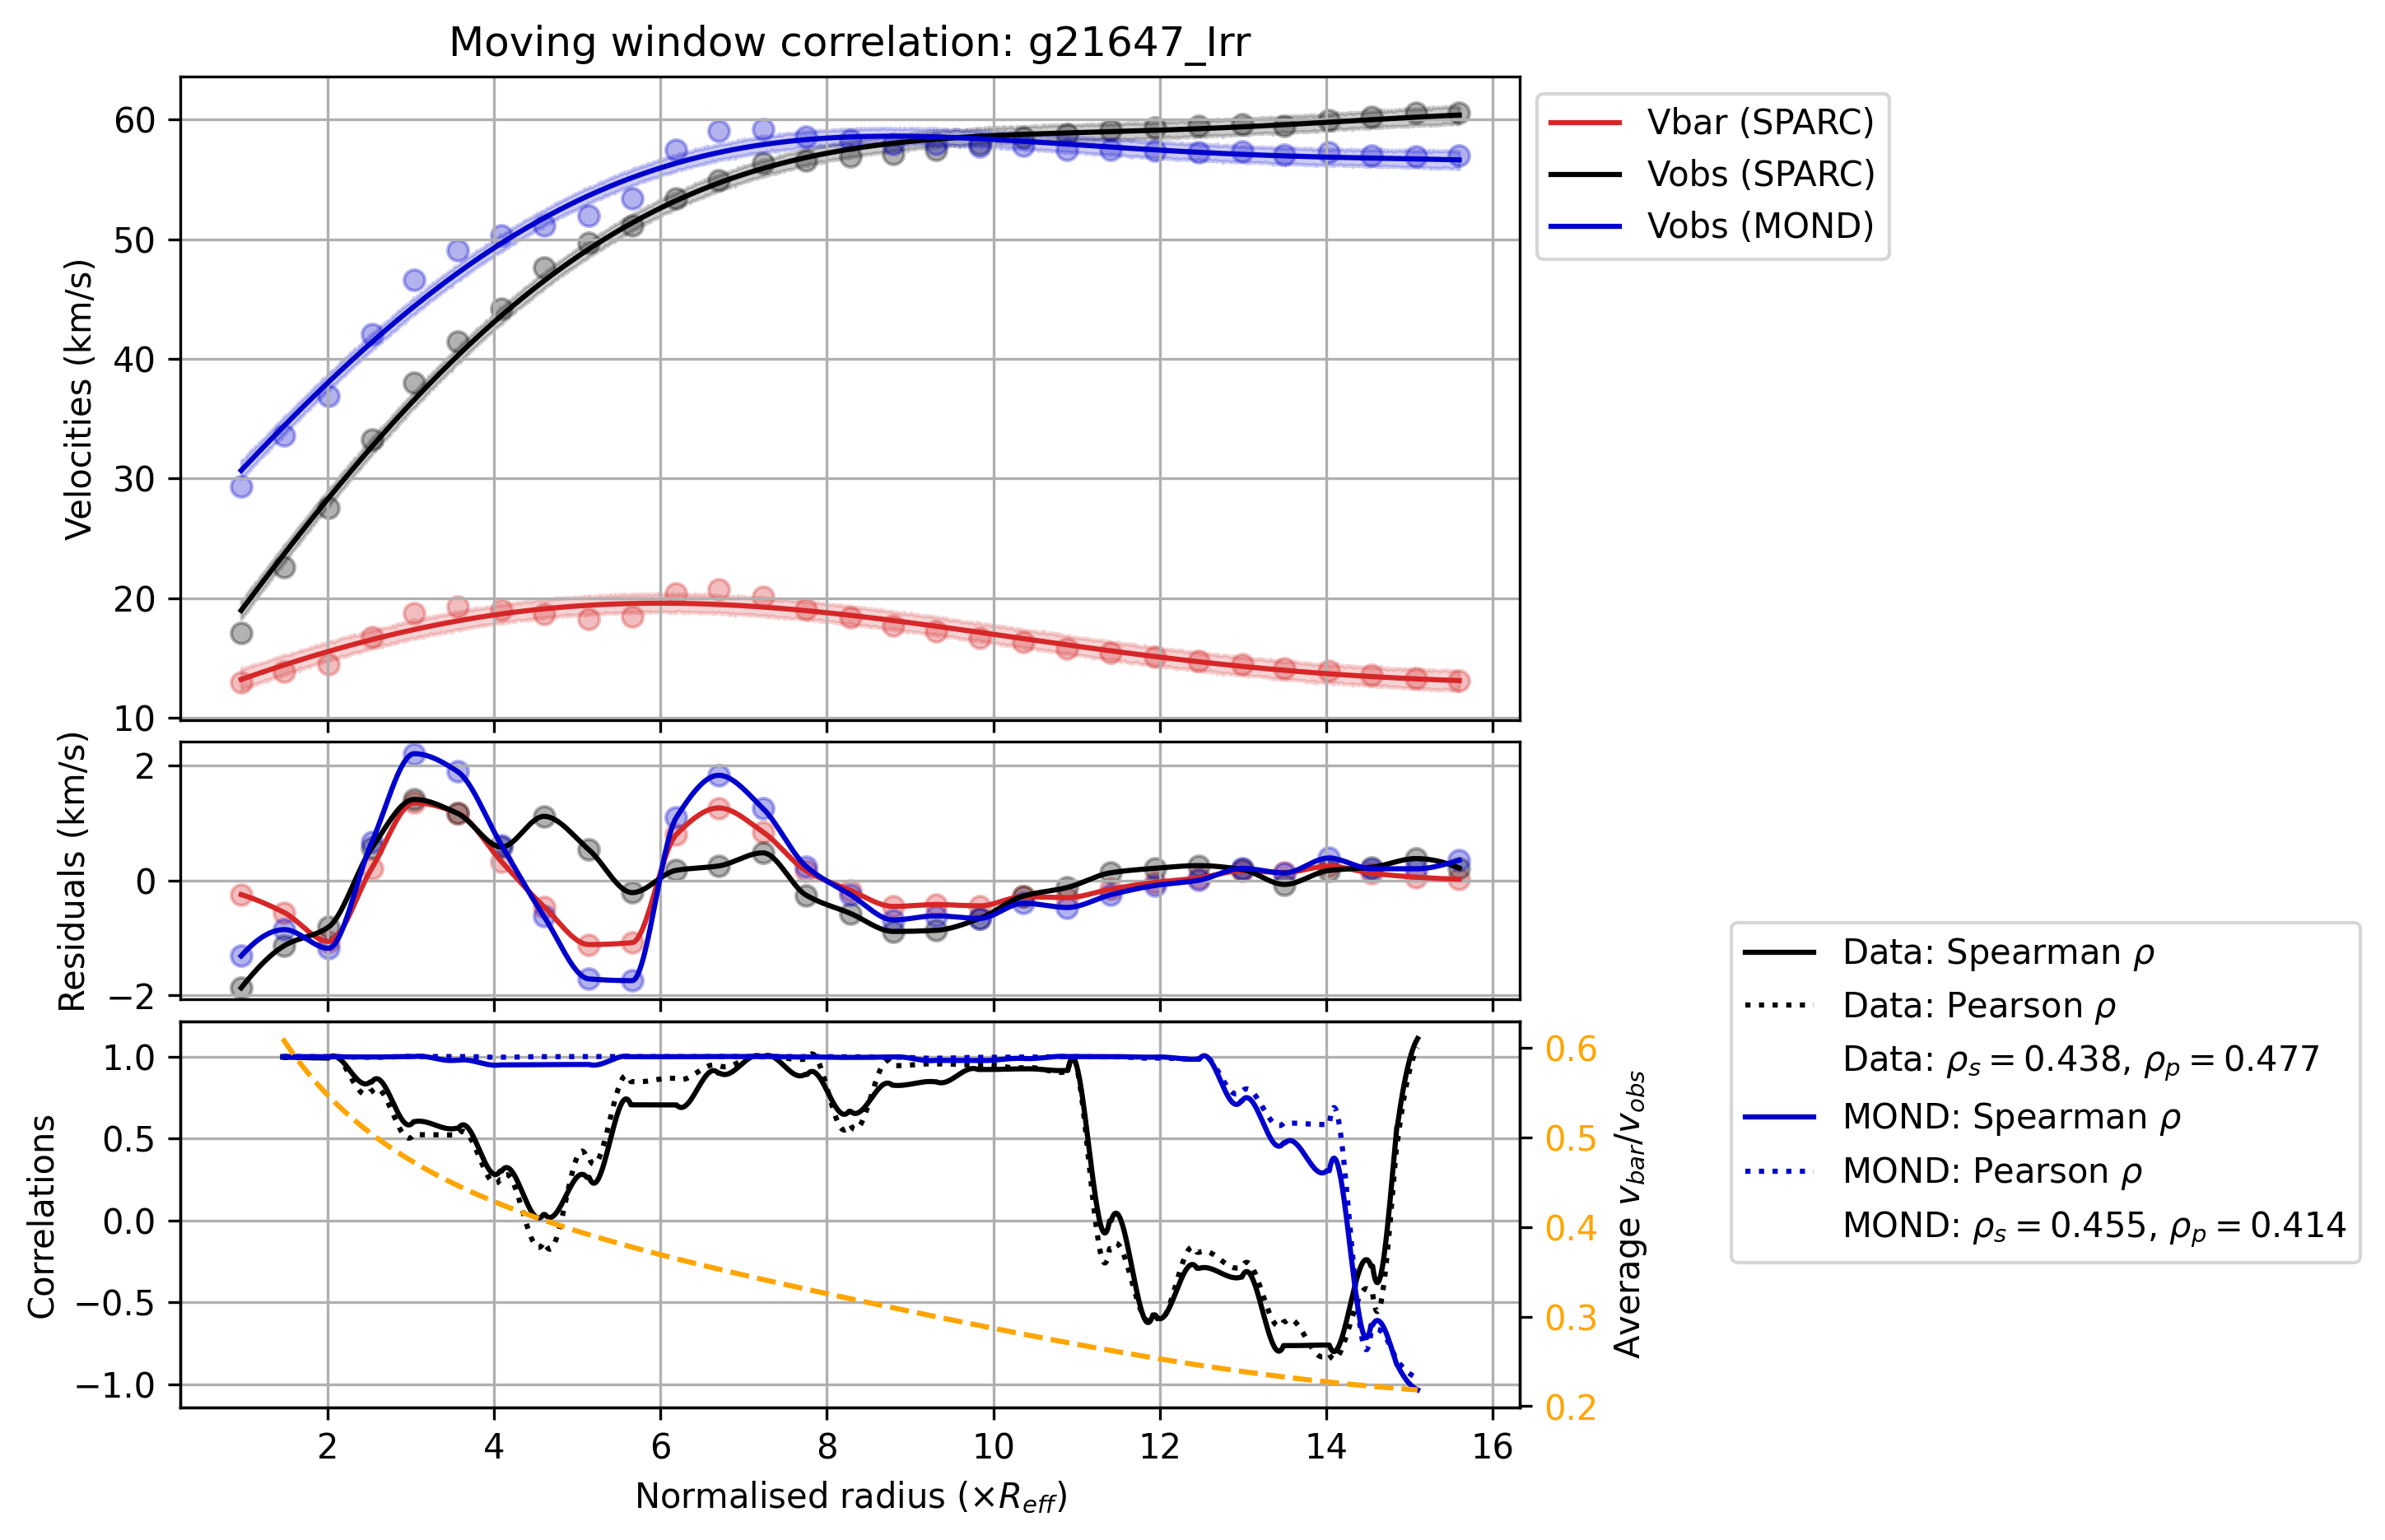 Moving window correlation: g21647_Irr
60
50
40
30
20
10
Velocities (km/s)
Vbar (SPARC)
Vobs (SPARC)
Vobs (MOND)
2
0
−2
Residuals (km/s)
1.0
0.5
0.0
−0.5
−1.0
Correlations
0.6
0.5
0.4
0.3
0.2
Average v_bar/v_obs
Data: Spearman ρ
Data: Pearson ρ
Data: ρ_s = 0.438, ρ_p = 0.477
MOND: Spearman ρ
MOND: Pearson ρ
MOND: ρ_s = 0.455, ρ_p = 0.414
2 4 6 8 10 12 14 16
Normalised radius (×R_eff)